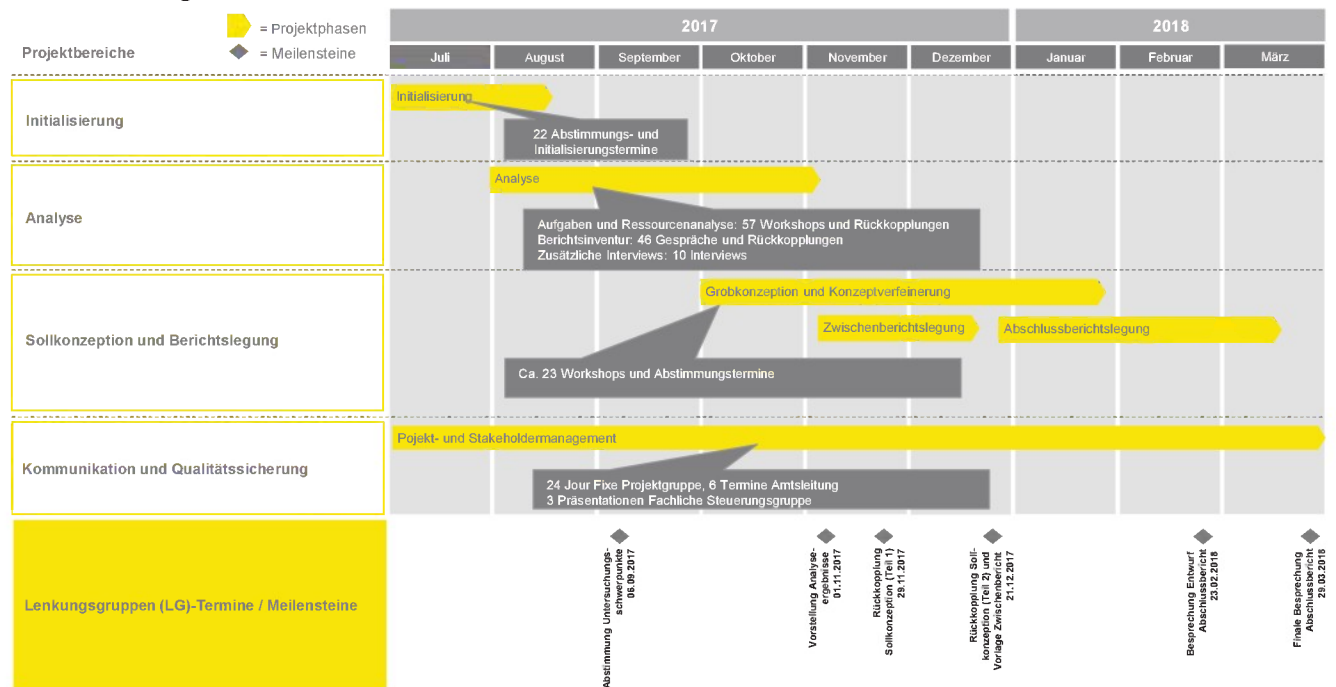 = Projektphasen
= Meilensteine
Projektbereiche
2017
2018
Juli
August
September
Oktober
November
Dezember
Januar
Februar
März
Initialisierung
Initialisierung
22 Abstimmungs- und
Initialisierungstermine
Analyse
Analyse
Aufgaben und Ressourcenanalyse: 57 Workshops und Rückkopplungen
Berichtsinventur: 46 Gespräche und Rückkopplungen
Zusätzliche Interviews: 10 Interviews
Sollkonzeption und Berichtslegung
Grobkonzeption und Konzeptverfeinerung
Zwischenberichtslegung
Abschlussberichtslegung
Ca. 23 Workshops und Abstimmungstermine
Kommunikation und Qualitätssicherung
Pojekt- und Stakeholdermanagement
24 Jour Fixe Projektgruppe, 6 Termine Amtsleitung
3 Präsentationen Fachliche Steuerungsgruppe
Lenkungsgruppen (LG)-Termine / Meilensteine
Abstimmung Untersuchungs-
schwerpunkte
06.09.2017
Vorstellung Analyse-
ergebnisse
01.11.2017
Rückkopplung
Sollkonzeption (Teil 1)
29.11.2017
Rückkopplung Soll-
konzeption (Teil 2) und
Vorlage Zwischenbericht
21.12.2017
Besprechung Entwurf
Abschlussbericht
23.02.2018
Finale Besprechung
Abschlussbericht
29.03.2018